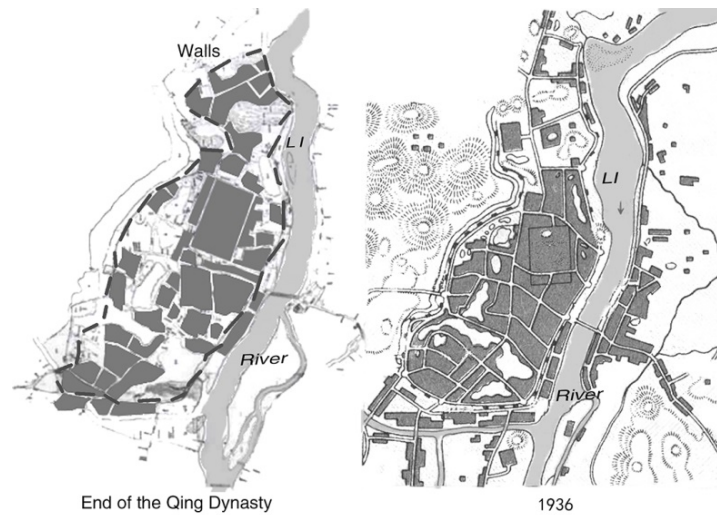 Walls
LI
River
End of the Qing Dynasty
LI
River
1936